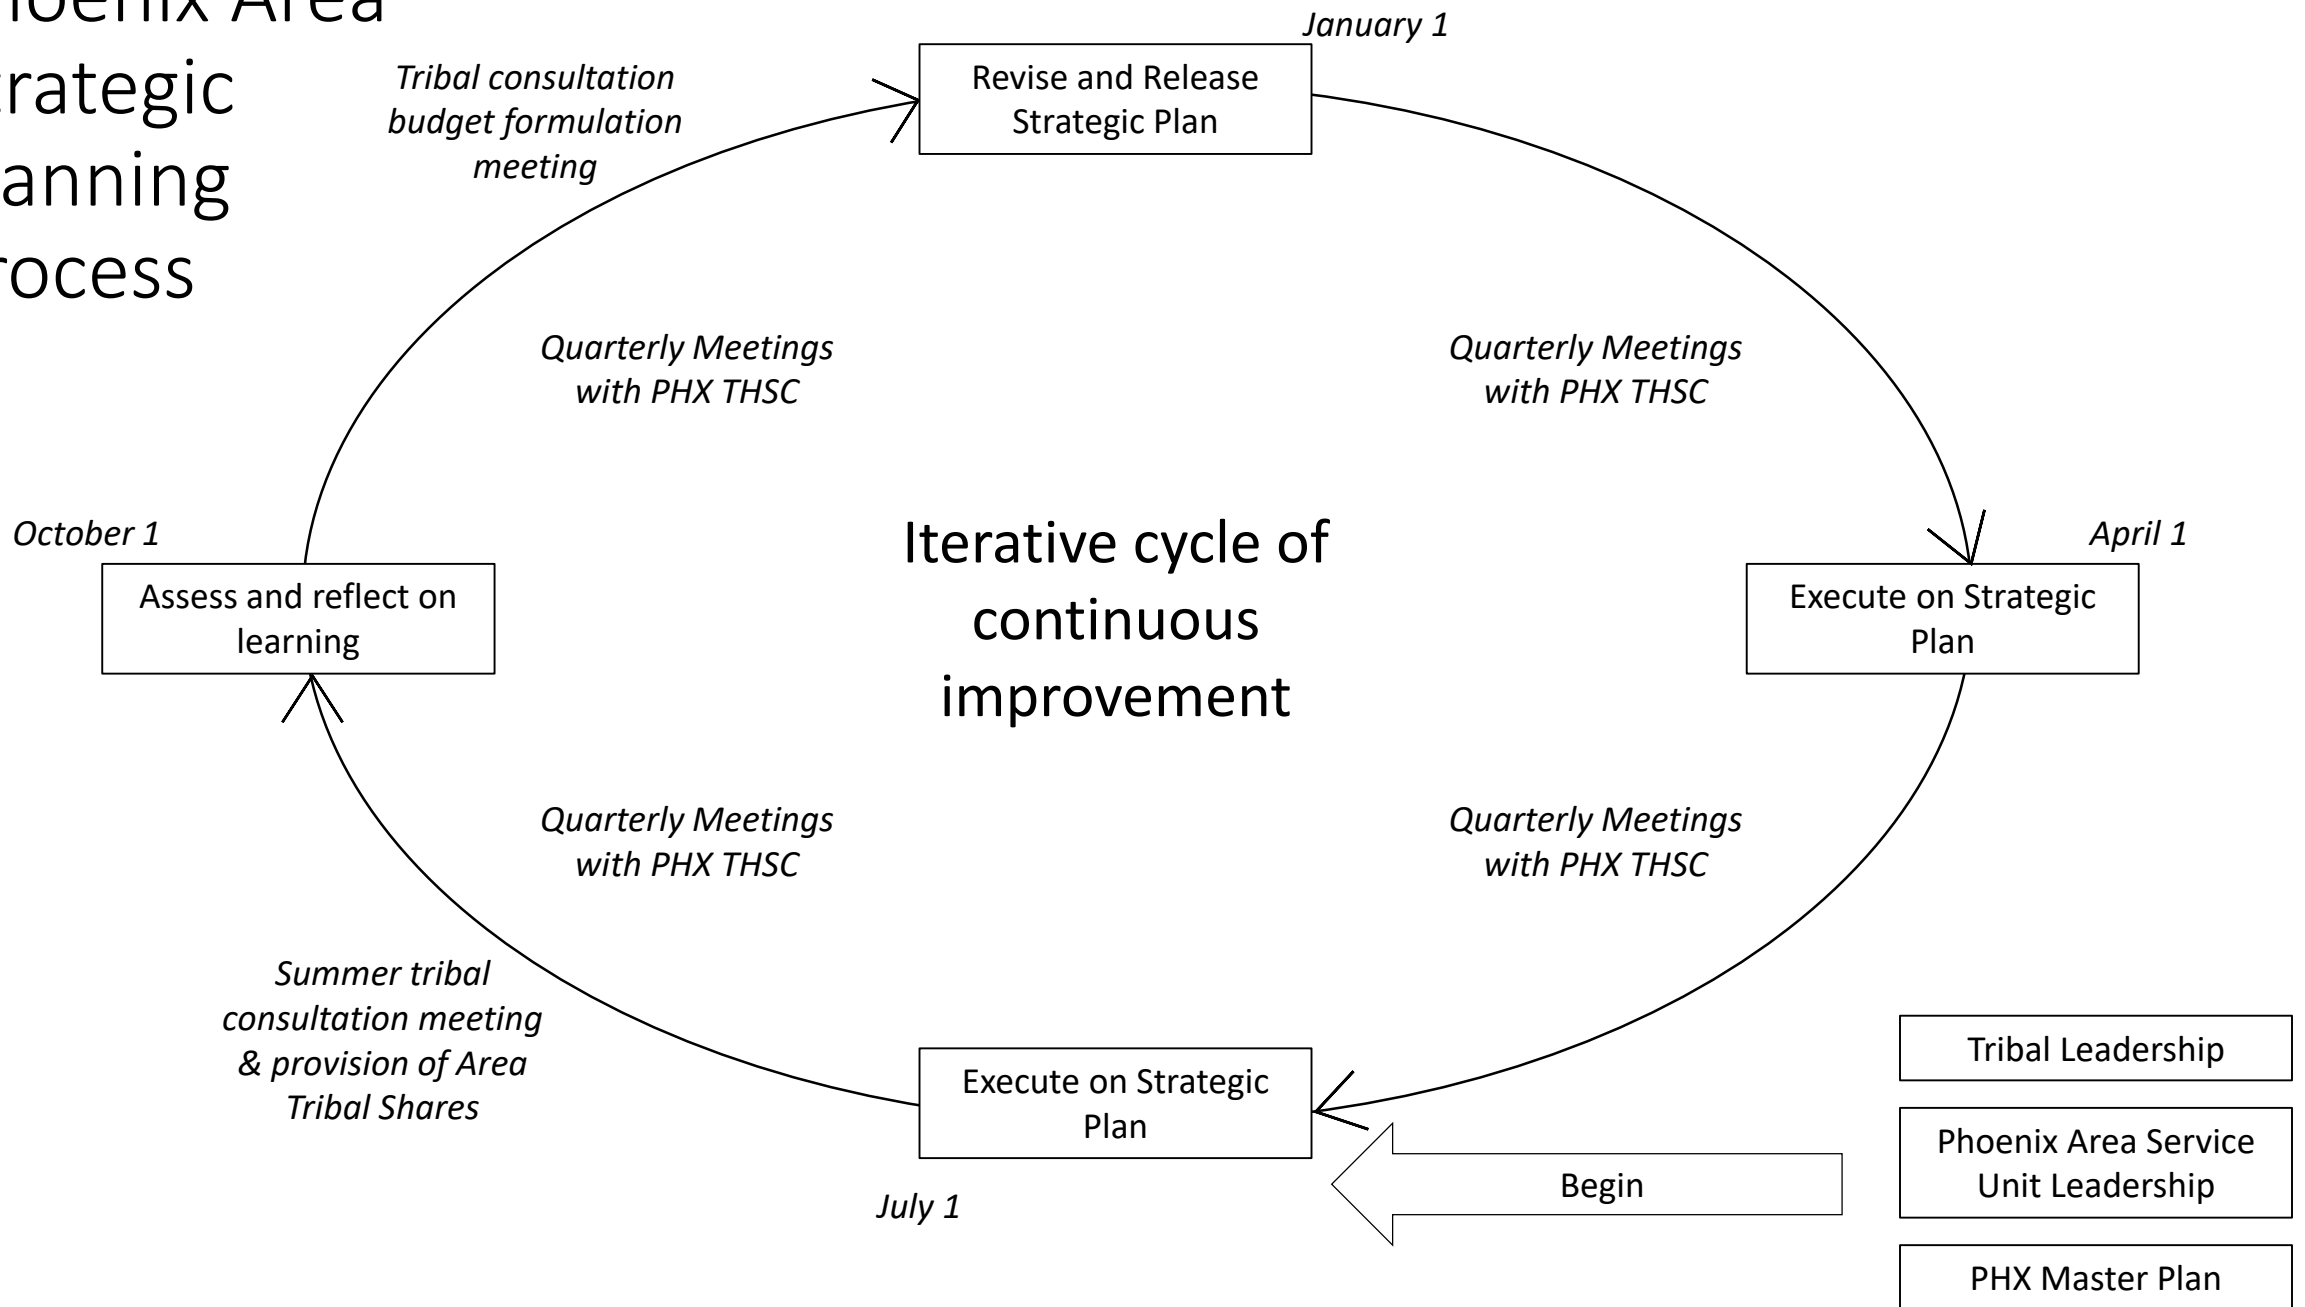 hoenix Area
trategic
anning
rocess
January 1
Tribal consultation
budget formulation
meeting
Revise and Release
Strategic Plan
Quarterly Meetings
with PHX THSC
Quarterly Meetings
with PHX THSC
October 1
Assess and reflect on
learning
Iterative cycle of
continuous
improvement
April 1
Execute on Strategic
Plan
Quarterly Meetings
with PHX THSC
Quarterly Meetings
with PHX THSC
Summer tribal
consultation meeting
& provision of Area
Tribal Shares
Execute on Strategic
Plan
July 1
Begin
Tribal Leadership
Phoenix Area Service
Unit Leadership
PHX Master Plan